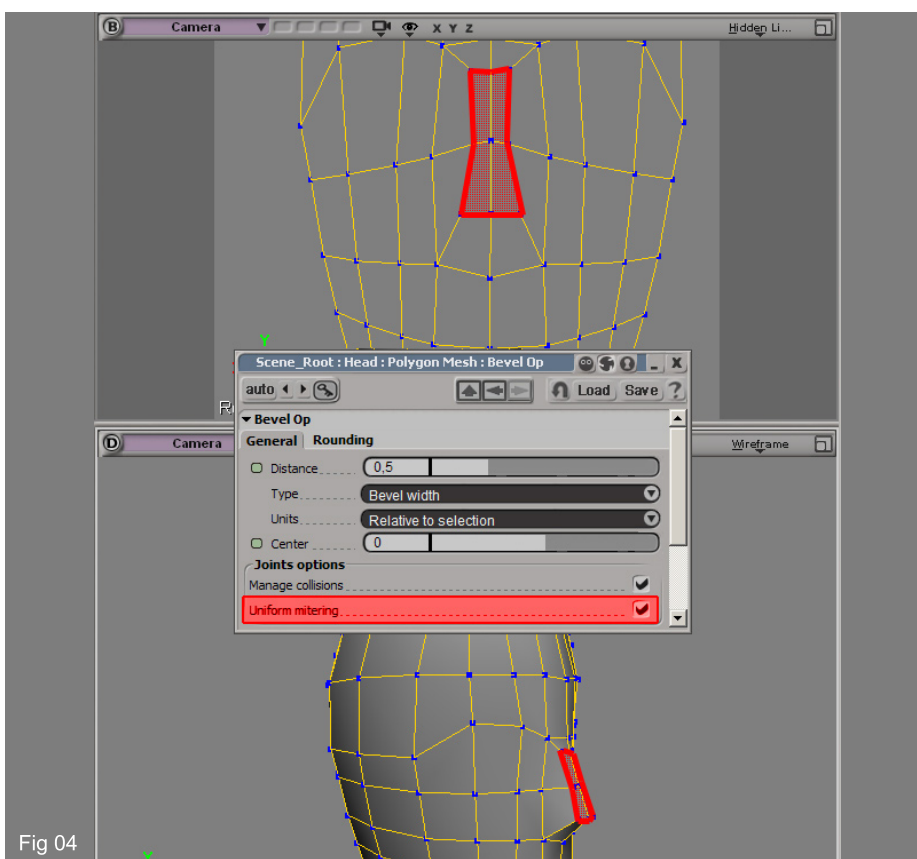 B Camera X Y Z Hidden Li...
Y
Scene_Root : Head : Polygon Mesh : Bevel Op
auto Load Save ?
R
Bevel Op
General Rounding
D Camera Wireframe
Distance 0,5
Type Bevel width
Units Relative to selection
Center 0
Joints options
Manage collisions
Uniform mitering
Fig 04
Y